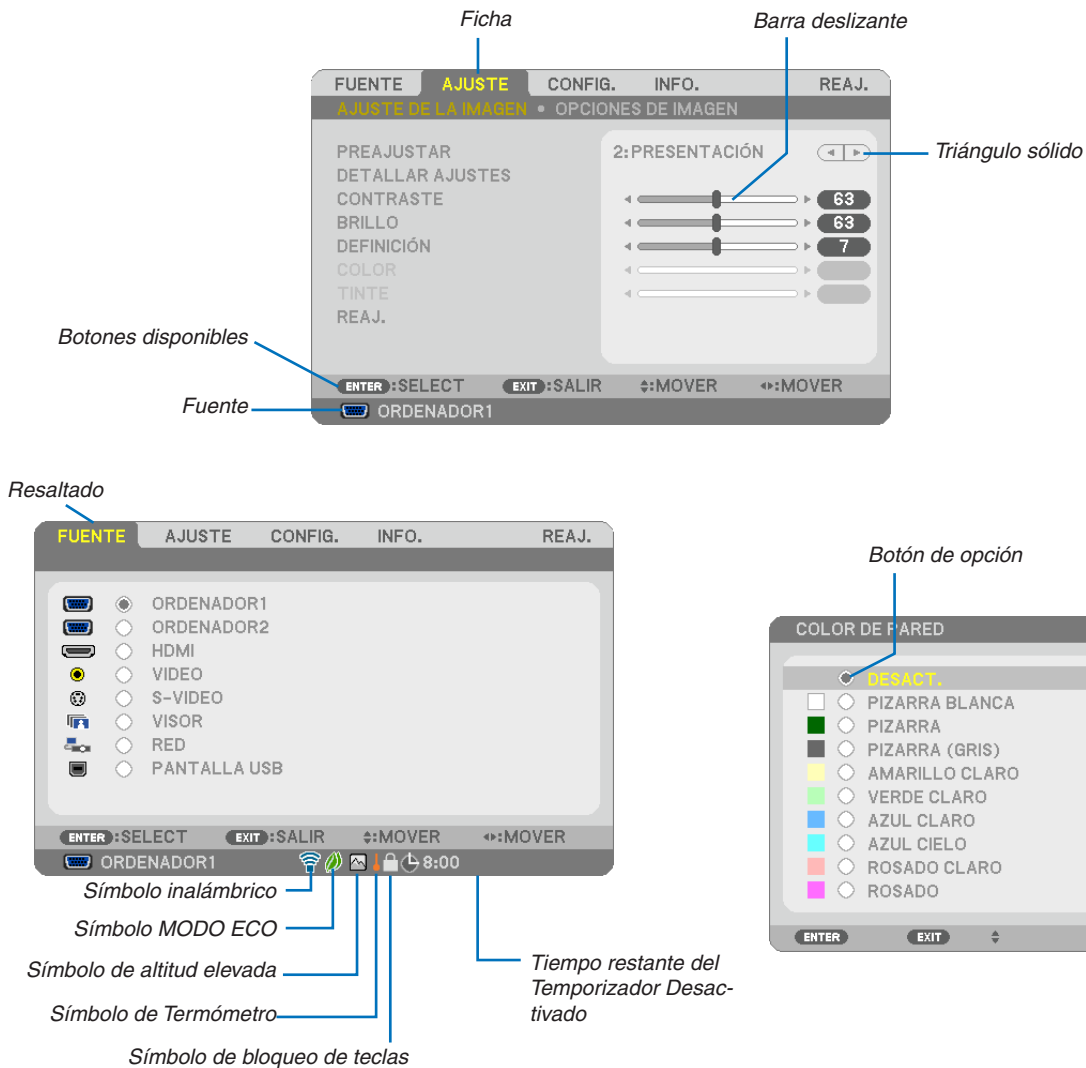 Ficha
Barra deslizante
FUENTE AJUSTE CONFIG. INFO. REAJ.
AJUSTE DE LA IMAGEN • OPCIONES DE IMAGEN
PREAJUSTAR 2:PRESENTACIÓN
Triángulo sólido
DETALLAR AJUSTES
CONTRASTE 63
BRILLO 63
DEFINICIÓN 7
COLOR
TINTE
REAJ.
Botones disponibles
ENTER :SELECT EXIT :SALIR :MOVER :MOVER
Fuente
ORDENADOR1
Resaltado
FUENTE AJUSTE CONFIG. INFO. REAJ.
ORDENADOR1
ORDENADOR2
HDMI
VIDEO
S-VIDEO
VISOR
RED
PANTALLA USB
ENTER :SELECT EXIT :SALIR :MOVER :MOVER
ORDENADOR1 8:00
Símbolo inalámbrico
Símbolo MODO ECO
Símbolo de altitud elevada
Símbolo de Termómetro
Símbolo de bloqueo de teclas
Tiempo restante del
Temporizador Desac-
tivado
Botón de opción
COLOR DE PARED
DESACT.
PIZARRA BLANCA
PIZARRA
PIZARRA (GRIS)
AMARILLO CLARO
VERDE CLARO
AZUL CLARO
AZUL CIELO
ROSADO CLARO
ROSADO
ENTER EXIT